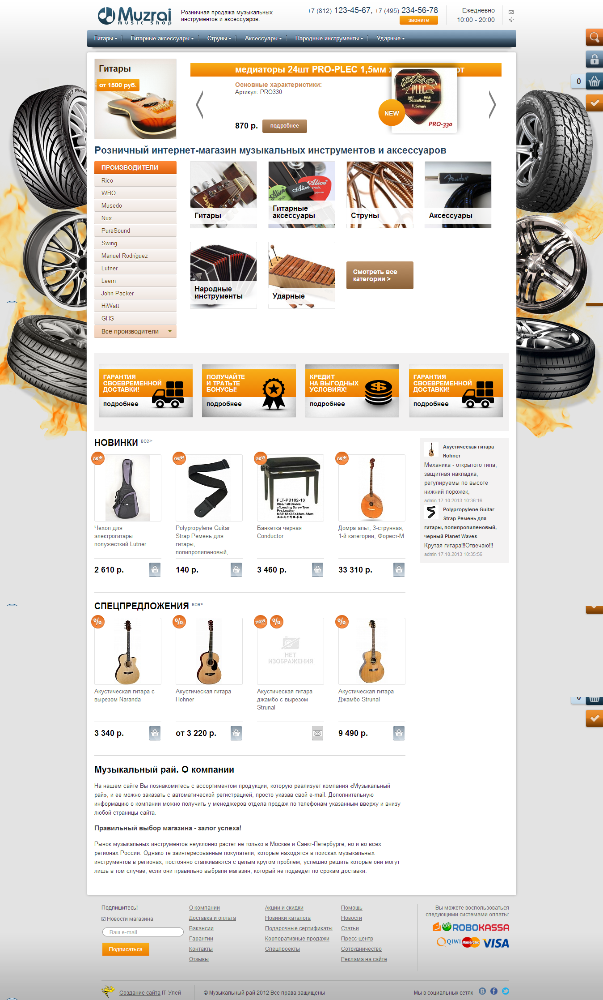 Muzrai
music shop
Розничная продажа музыкальных
инструментов и аксессуаров.
+7 (812) 123-45-67, +7 (495) 234-56-78
звоните
Ежедневно
10:00 - 20:00
Гитары
Гитарные аксессуары
Струны
Аксессуары
Народные инструменты
Ударные
0
Гитары
от 1500 руб.
медиаторы 24шт PRO-PLEC 1,5мм
Основные характеристики:
Артикул: PRO330
870 р.
подробнее
NEW
PRO
PLEC
USA
1.5mm
PRO-330
Розничный интернет-магазин музыкальных инструментов и аксессуаров
ПРОИЗВОДИТЕЛИ
Rico
WBO
Musedo
Nux
PureSound
Swing
Manuel Rodríguez
Lutner
Leem
John Packer
HiWatt
GHS
Все производители
Гитары
Alice
Alice
Pick
Гитарные
аксессуары
Струны
Fender
Аксессуары
Народные
инструменты
Ударные
Смотреть все
категории >
ГАРАНТИЯ
СВОЕВРЕМЕННОЙ
ДОСТАВКИ!
подробнее
ПОЛУЧАЙТЕ
И ТРАТЬТЕ
БОНУСЫ!
подробнее
КРЕДИТ
НА ВЫГОДНЫХ
УСЛОВИЯХ!
подробнее
ГАРАНТИЯ
СВОЕВРЕМЕННОЙ
ДОСТАВКИ!
подробнее
НОВИНКИ все>
new
Чехол для
электрогитары
полужесткий Lutner
2 610 р.
new
Polypropylene Guitar
Strap Ремень для
гитары,
полипропиленовый,
140 р.
new
FLT-PB102-13
Rise/Fall Device
of Leading Screw Tyre
Pvs.Leather
MST: 56X33X48cm-58cm
Банкетка черная
Conductor
3 460 р.
new
Домра альт, 3-струнная,
1-й категории, Форест-М
33 310 р.
Акустическая гитара
Hohner
Механика - открытого типа,
защитная накладка,
регулируемы по высоте
нижний порожек,
admin 17.10.2013 10:36:16
Polypropylene Guitar
Strap Ремень для
гитары, полипропиленовый,
черный Planet Waves
Крутая гитара!!!Отвечаю!!!
admin 17.10.2013 10:35:56
СПЕЦПРЕДЛОЖЕНИЯ все>
%
Акустическая гитара с
вырезом Naranda
3 340 р.
%
Акустическая гитара
Hohner
от 3 220 р.
new %
НЕТ
ИЗОБРАЖЕНИЯ
Акустическая гитара
джамбо с вырезом
Strunal
%
Акустическая гитара
Джамбо Strunal
9 490 р.
Музыкальный рай. О компании
На нашем сайте Вы познакомитесь с ассортиментом продукции, которую реализует компания «Музыкальный
рай», и ее можно заказать с автоматической регистрацией, просто указав свой e-mail. Дополнительную
информацию о компании можно получить у менеджеров отдела продаж по телефонам указанным вверху и внизу
любой страницы сайта.
Правильный выбор магазина - залог успеха!
Рынок музыкальных инструментов неуклонно растет не только в Москве и Санкт-Петербурге, но и во всех
регионах России. Однако те заинтересованные покупатели, которые находятся в поисках музыкальных
инструментов в регионах, постоянно сталкиваются с целым кругом проблем, успешно решить которые они могут
лишь в том случае, если они правильно выбрали магазин, который не подведет по срокам доставки.
Подпишитесь!
Новости магазина
Ваш e-mail
Подписаться
О компании
Доставка и оплата
Вакансии
Гарантии
Контакты
Отзывы
Акции и скидки
Новинки каталога
Подарочные сертификаты
Корпоративные продажи
Спецпроекты
Помощь
Новости
Статьи
Пресс-центр
Сотрудничество
Реклама на сайте
Вы можете воспользоваться
следующими системами оплаты:
ROBOKASSA
QIWI MasterCard VISA
Создание сайта IT-Улей
© Музыкальный рай 2012 Все права защищены
Мы в социальных сетях